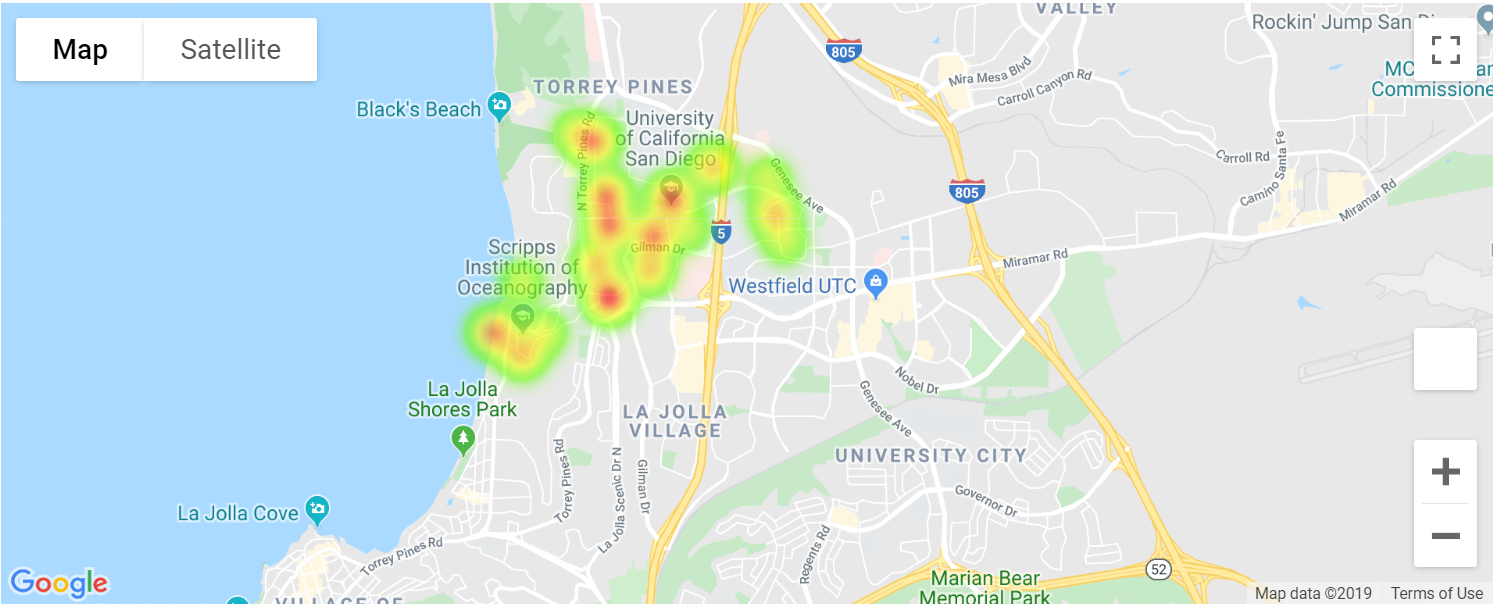 VALLEY
Rockin' Jump San Di
Map
Satellite
805
MC
an
Commissione
Mira Mesa Blvd
Carroll Canyon Rd
TORREY PINES
Black's Beach
N Torrey Pines Rd
University
of California
San Diego
Genesee Ave
Carroll Rd
Camino Santa Fe
Miramar Rd
805
5
Gilman Dr
Scripps
Institution of
Oceanography
Miramar Rd
Westfield UTC
La Jolla
Shores Park
Nobel Dr
Genesee Ave
LA JOLLA
VILLAGE
UNIVERSITY CITY
Torrey Pines Rd
La Jolla Scenic Dr N
Gilman Dr
Governor Dr
La Jolla Cove
Torrey Pines Rd
Regents Rd
52
Marian Bear
Memorial Park
Google
VILLAGE OF
Map data ©2019
Terms of Use